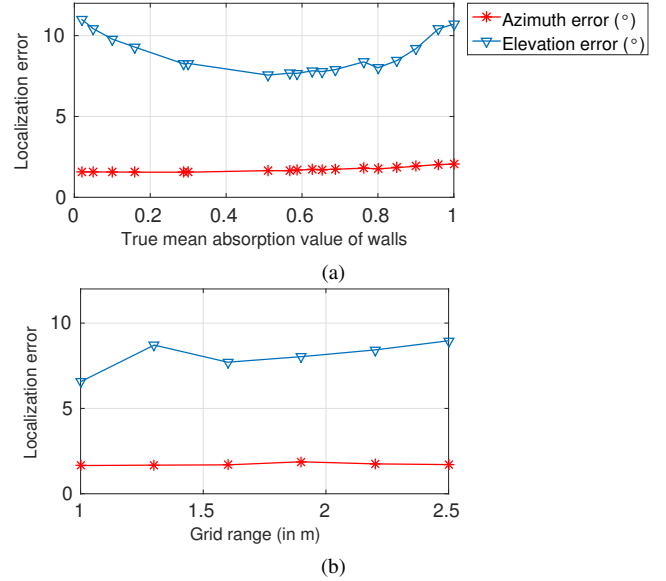 Azimuth error (°)
Elevation error (°)
Localization error
10
5
0
0 0.2 0.4 0.6 0.8 1
True mean absorption value of walls
(a)
Localization error
10
5
0
1 1.5 2 2.5
Grid range (in m)
(b)